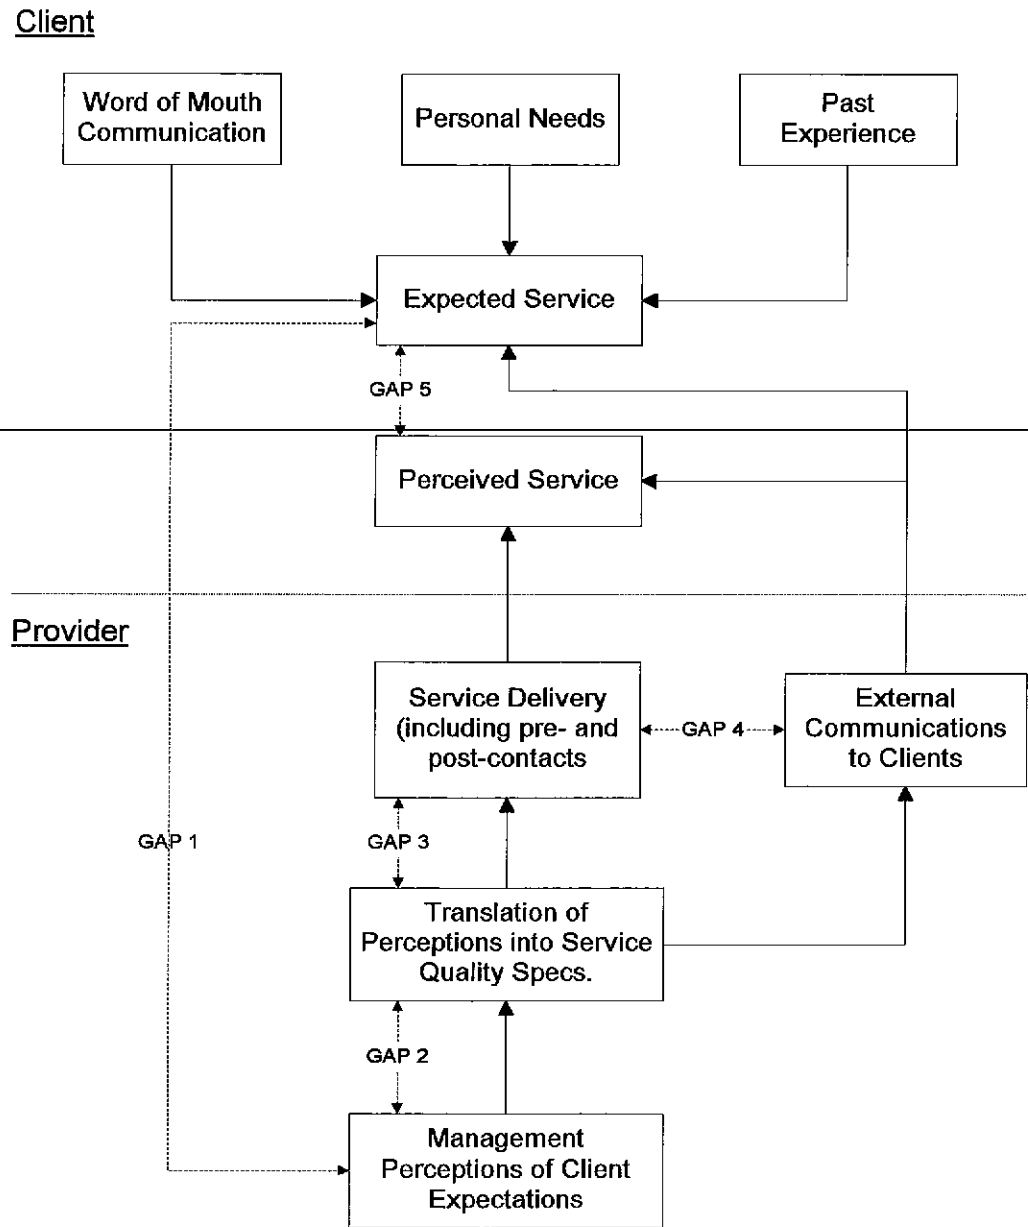 Client
Word of Mouth
Communication
Personal Needs
Past
Experience
Expected Service
GAP 5
Perceived Service
Provider
Service Delivery
(including pre- and
post-contacts
GAP 4
External
Communications
to Clients
GAP 1
GAP 3
Translation of
Perceptions into Service
Quality Specs.
GAP 2
Management
Perceptions of Client
Expectations